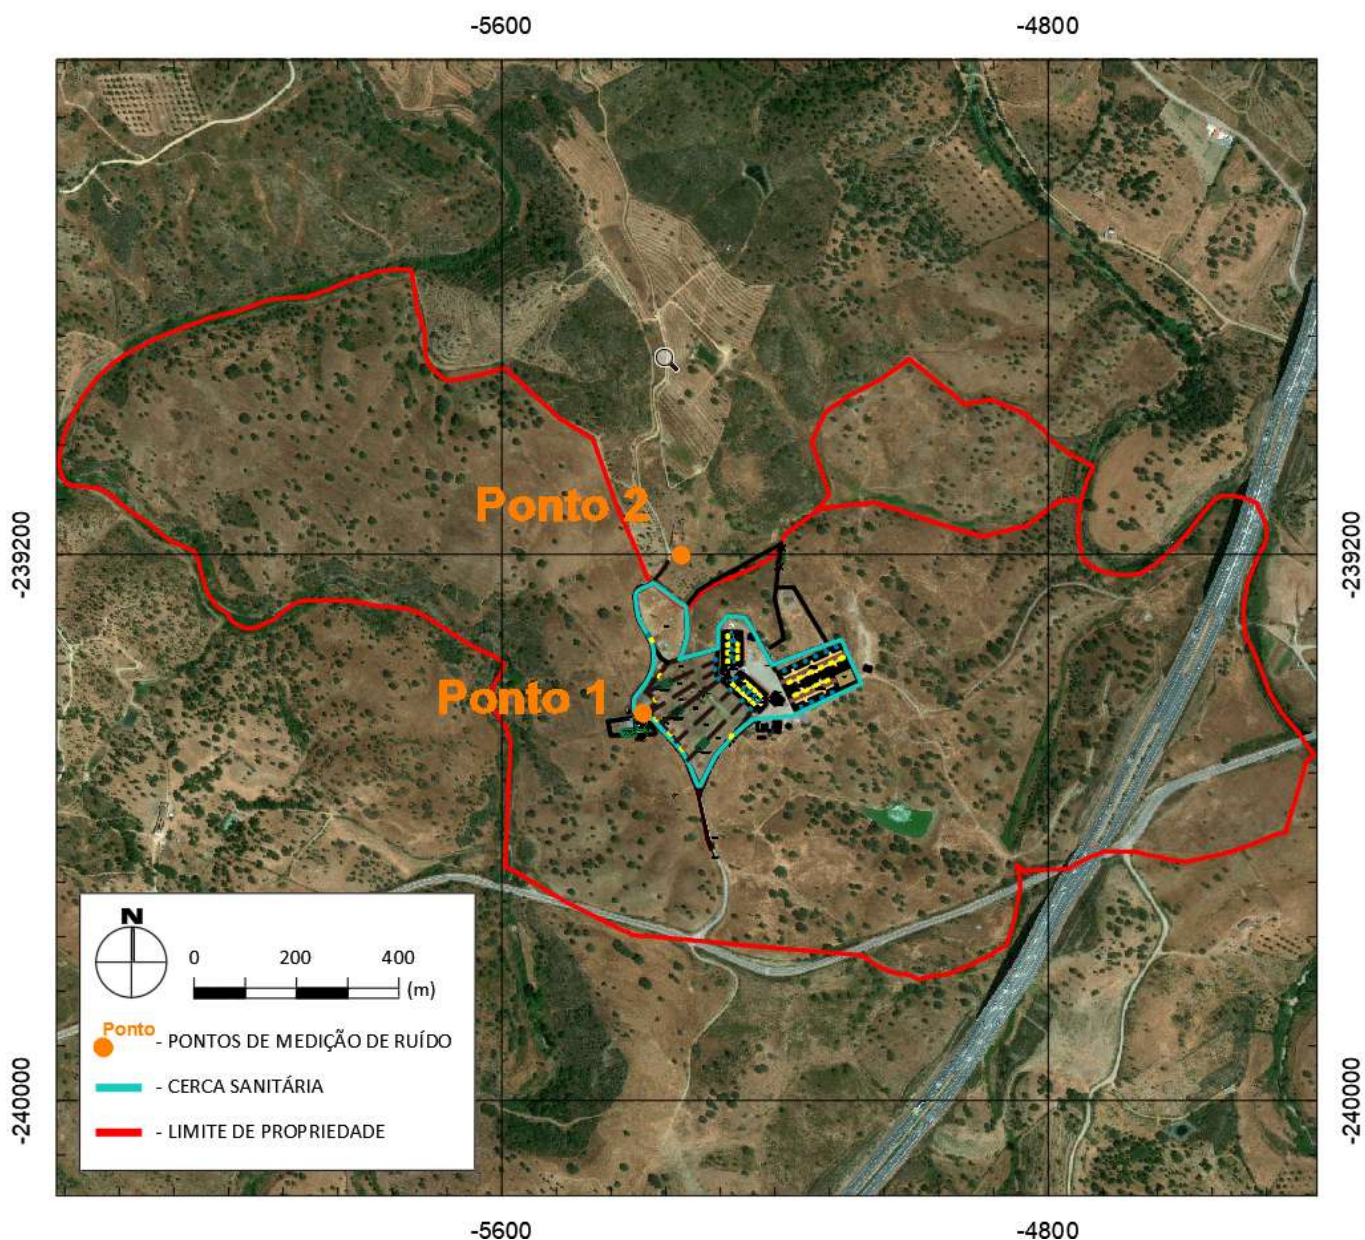 -5600
-4800
Ponto 2
-239200
-239200
Ponto 1
N
0 200 400
(m)
Ponto
- PONTOS DE MEDIÇÃO DE RUÍDO
- CERCA SANITÁRIA
- LIMITE DE PROPRIEDADE
-240000
-240000
-5600
-4800